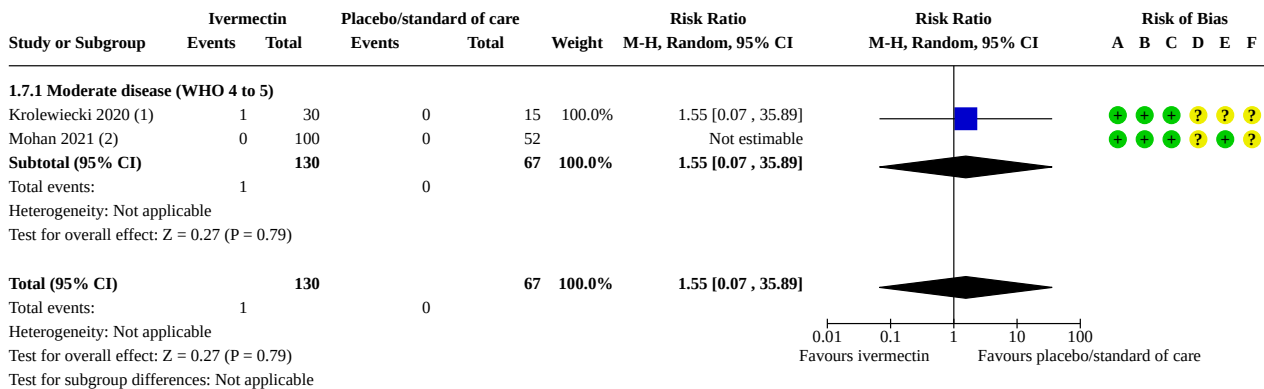 Ivermectin Placebo/standard of care Risk Ratio Risk Ratio Risk of Bias
Study or Subgroup Events Total Events Total Weight M-H, Random, 95% CI M-H, Random, 95% CI A B C D E F
1.7.1 Moderate disease (WHO 4 to 5)
Krolewiecki 2020 (1) 1 30 0 15 100.0% 1.55 [0.07 , 35.89] + + + ? ? ?
Mohan 2021 (2) 0 100 0 52 Not estimable + + + ? + ?
Subtotal (95% CI) 130 67 100.0% 1.55 [0.07 , 35.89]
Total events: 1 0
Heterogeneity: Not applicable
Test for overall effect: Z = 0.27 (P = 0.79)
Total (95% CI) 130 67 100.0% 1.55 [0.07 , 35.89]
Total events: 1 0
Heterogeneity: Not applicable
0.01 0.1 1 10 100
Test for overall effect: Z = 0.27 (P = 0.79)
Favours ivermectin Favours placebo/standard of care
Test for subgroup differences: Not applicable